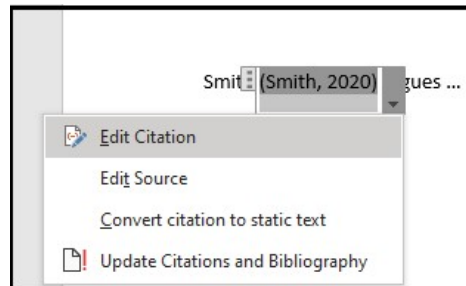 Smit (Smith, 2020) gues ...
Edit Citation
Edit Source
Convert citation to static text
Update Citations and Bibliography